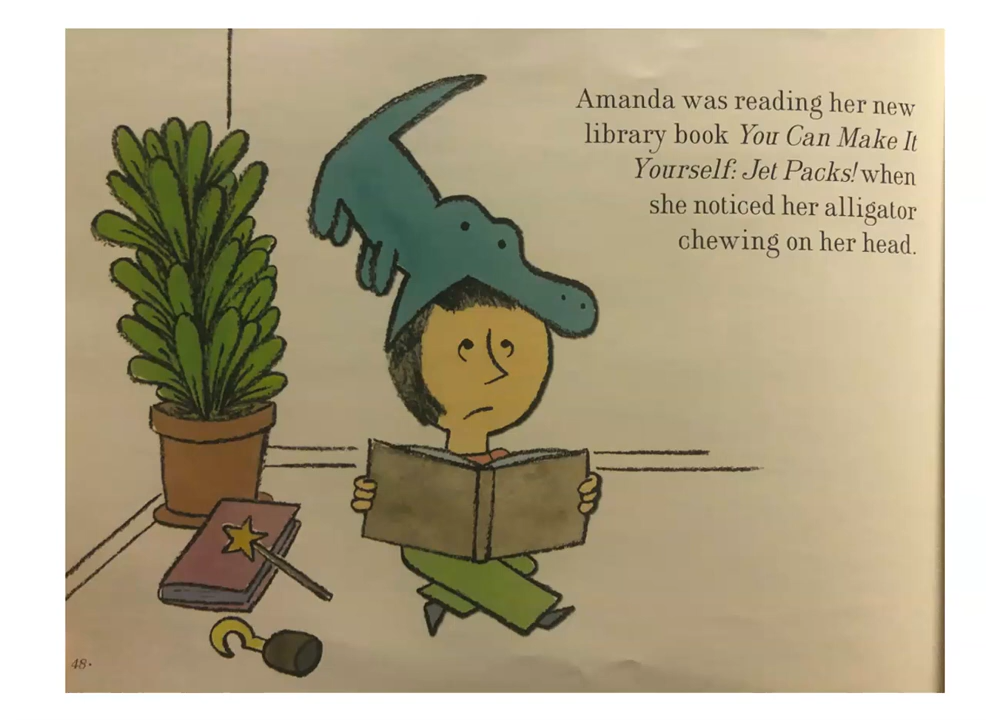 Amanda was reading her new
library book You Can Make It
Yourself: Jet Packs! when
she noticed her alligator
chewing on her head.
48·